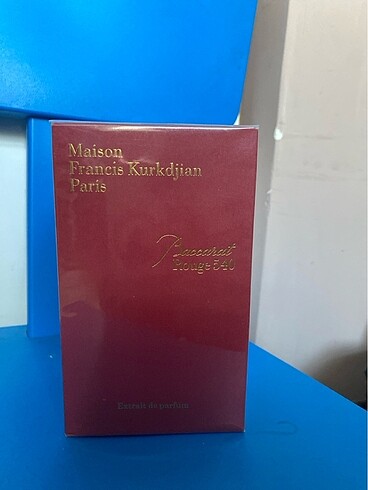 Maison
Francis Kurkdjian
Paris
Baccarat
Rouge 540
Extrait de parfum